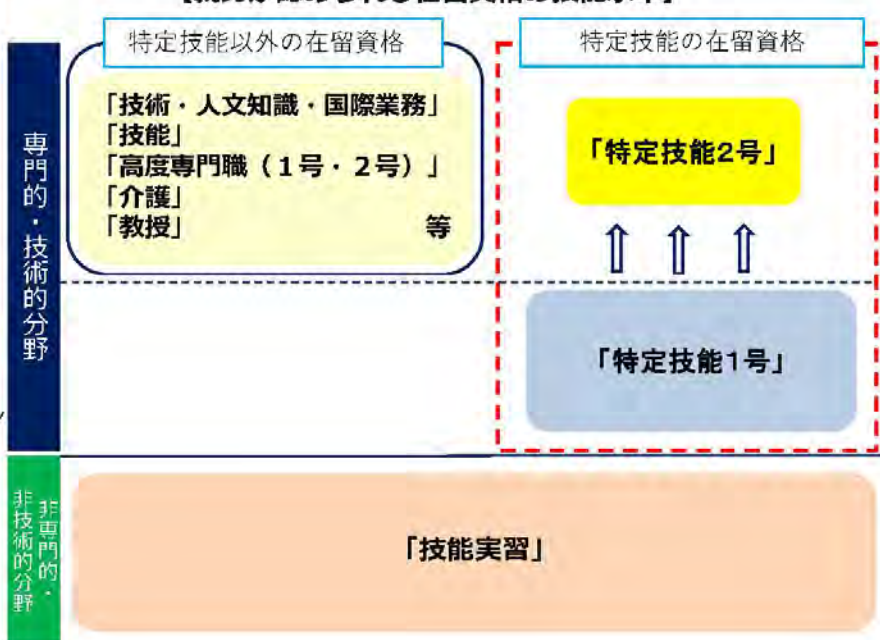 特定技能以外の在留資格
特定技能の在留資格
専門的・技術的分野
「技術・人文知識・国際業務」
「技能」
「高度専門職（１号・２号）」
「介護」
「教授」 等
「特定技能２号」
「特定技能１号」
非専門的・
非技術的分野
「技能実習」